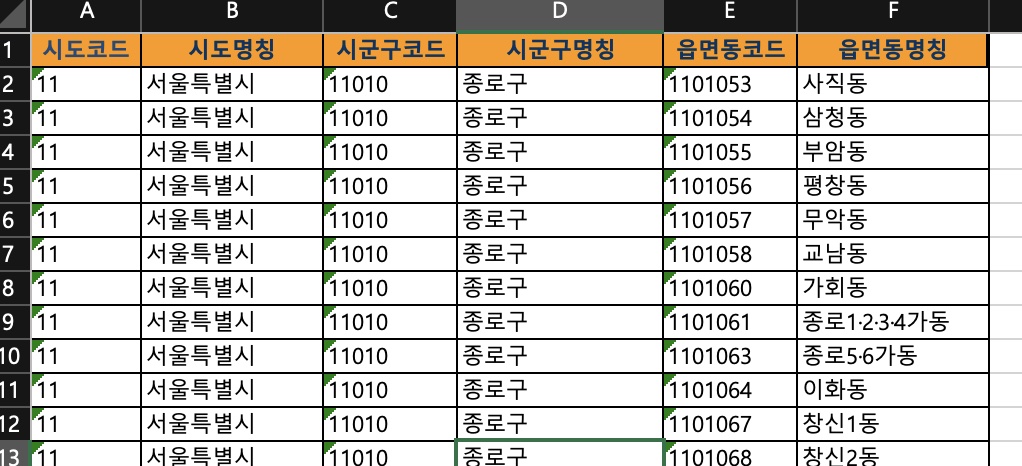 A B C D E F
1 시도코드 시도명칭 시군구코드 시군구명칭 읍면동코드 읍면동명칭
2 11 서울특별시 11010 종로구 1101053 사직동
3 11 서울특별시 11010 종로구 1101054 삼청동
4 11 서울특별시 11010 종로구 1101055 부암동
5 11 서울특별시 11010 종로구 1101056 평창동
6 11 서울특별시 11010 종로구 1101057 무악동
7 11 서울특별시 11010 종로구 1101058 교남동
8 11 서울특별시 11010 종로구 1101060 가회동
9 11 서울특별시 11010 종로구 1101061 종로1·2·3·4가동
10 11 서울특별시 11010 종로구 1101063 종로5·6가동
11 11 서울특별시 11010 종로구 1101064 이화동
12 11 서울특별시 11010 종로구 1101067 창신1동
13 11 서울특별시 11010 종로구 1101068 창신2동